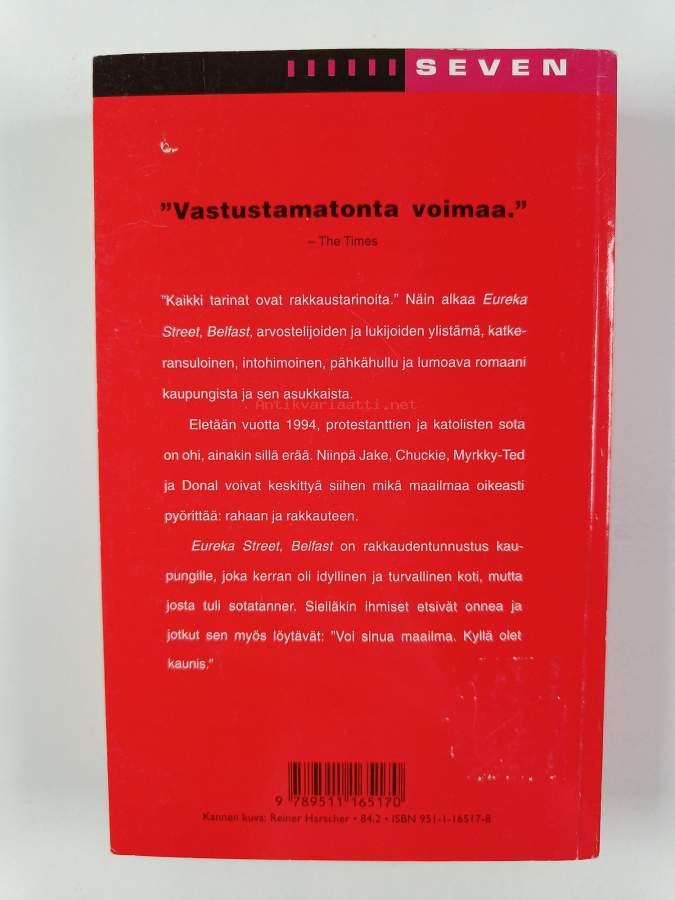 SEVEN
”Vastustamatonta voimaa.”
– The Times
”Kaikki tarinat ovat rakkaustarinoita.” Näin alkaa Eureka
Street, Belfast, arvostelijoiden ja lukijoiden ylistämä, katke-
ransuloinen, intohimoinen, pähkähullu ja lumoava romaani
kaupungista ja sen asukkaista.
Antikvariaatti.net
Eletään vuotta 1994, protestanttien ja katolisten sota
on ohi, ainakin sillä erää. Niinpä Jake, Chuckie, Myrkky-Ted
ja Donal voivat keskittyä siihen mikä maailmaa oikeasti
pyörittää: rahaan ja rakkauteen.
Eureka Street, Belfast on rakkaudentunnustus kau-
pungille, joka kerran oli idyllinen ja turvallinen koti, mutta
josta tuli sotatanner. Sielläkin ihmiset etsivät onnea ja
jotkut sen myös löytävät: ”Voi sinua maailma. Kyllä olet
kaunis.”
9 789511 165170
Kannen kuva: Reiner Harscher • 84.2 • ISBN 951-1-16517-8